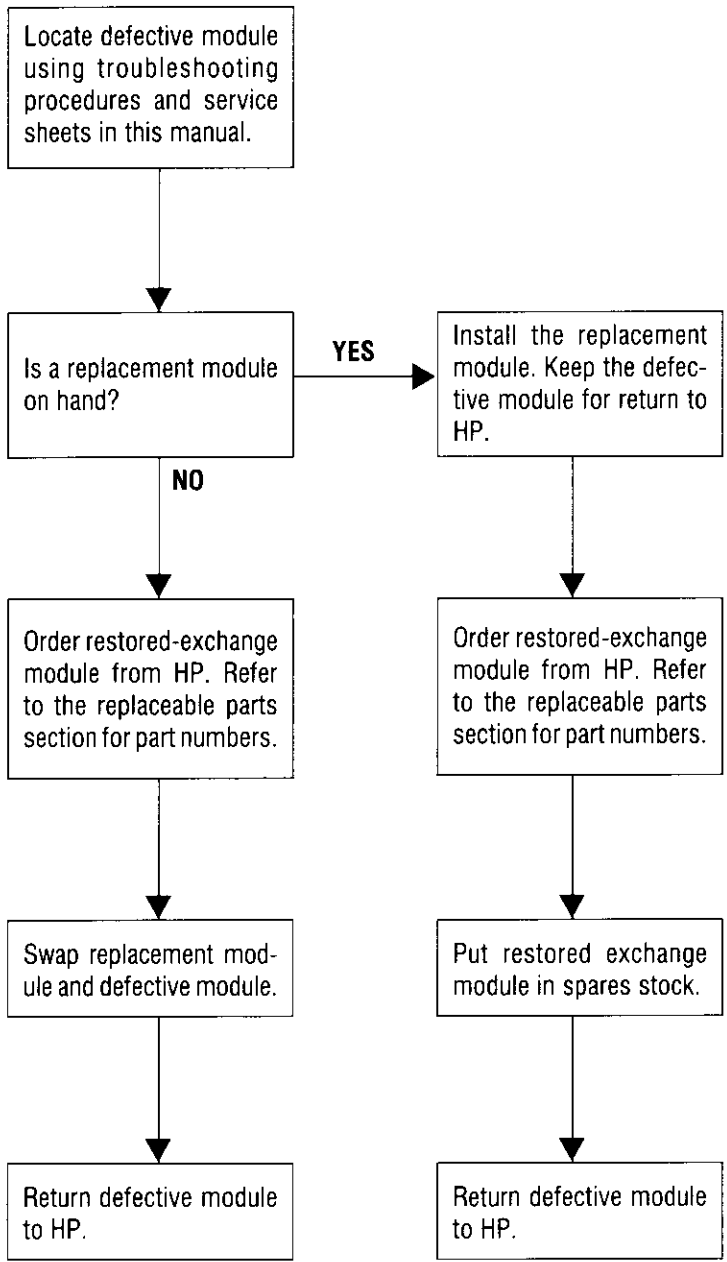 Locate defective module
using troubleshooting
procedures and service
sheets in this manual.
Is a replacement module
on hand?
YES
Install the replacement
module. Keep the defec-
tive module for return to
HP.
NO
Order restored-exchange
module from HP. Refer
to the replaceable parts
section for part numbers.
Order restored-exchange
module from HP. Refer
to the replaceable parts
section for part numbers.
Swap replacement mod-
ule and defective module.
Put restored exchange
module in spares stock.
Return defective module
to HP.
Return defective module
to HP.